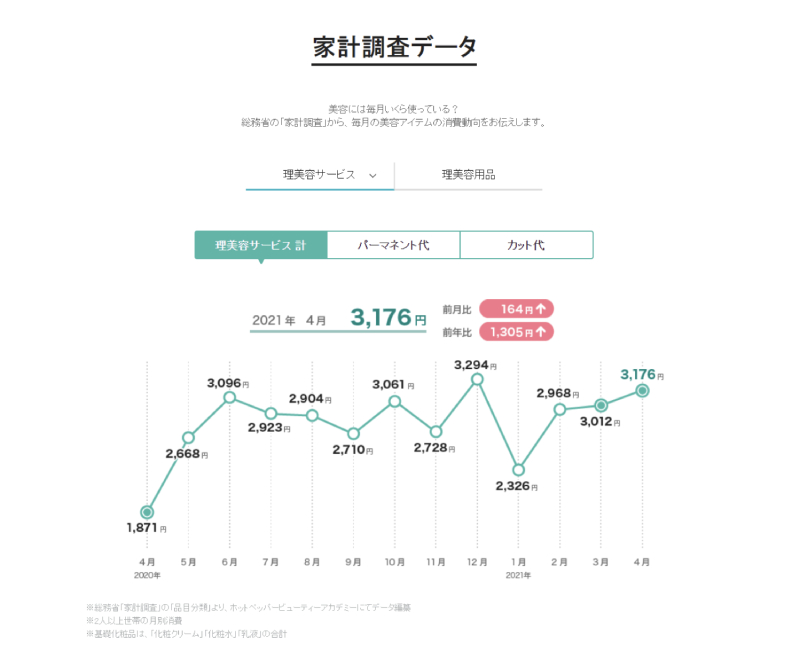 家計調査データ
美容には毎月いくら使っている？
総務省の「家計調査」から、毎月の美容アイテムの消費動向をお伝えします。
理美容サービス
理美容用品
理美容サービス 計
パーマネント代
カット代
2021年 4月 3,176円
前月比 164円
前年比 1,305円
1,871円
2,668円
3,096円
2,923円
2,904円
2,710円
3,061円
2,728円
3,294円
2,326円
2,968円
3,012円
3,176円
4月 5月 6月 7月 8月 9月 10月 11月 12月 1月 2月 3月 4月
2020年 2021年
※総務省「家計調査」の「品目分類」より、ホットペッパービューティーアカデミーにてデータ編纂
※2人以上世帯の月別消費
※基礎化粧品は、「化粧クリーム」「化粧水」「乳液」の合計